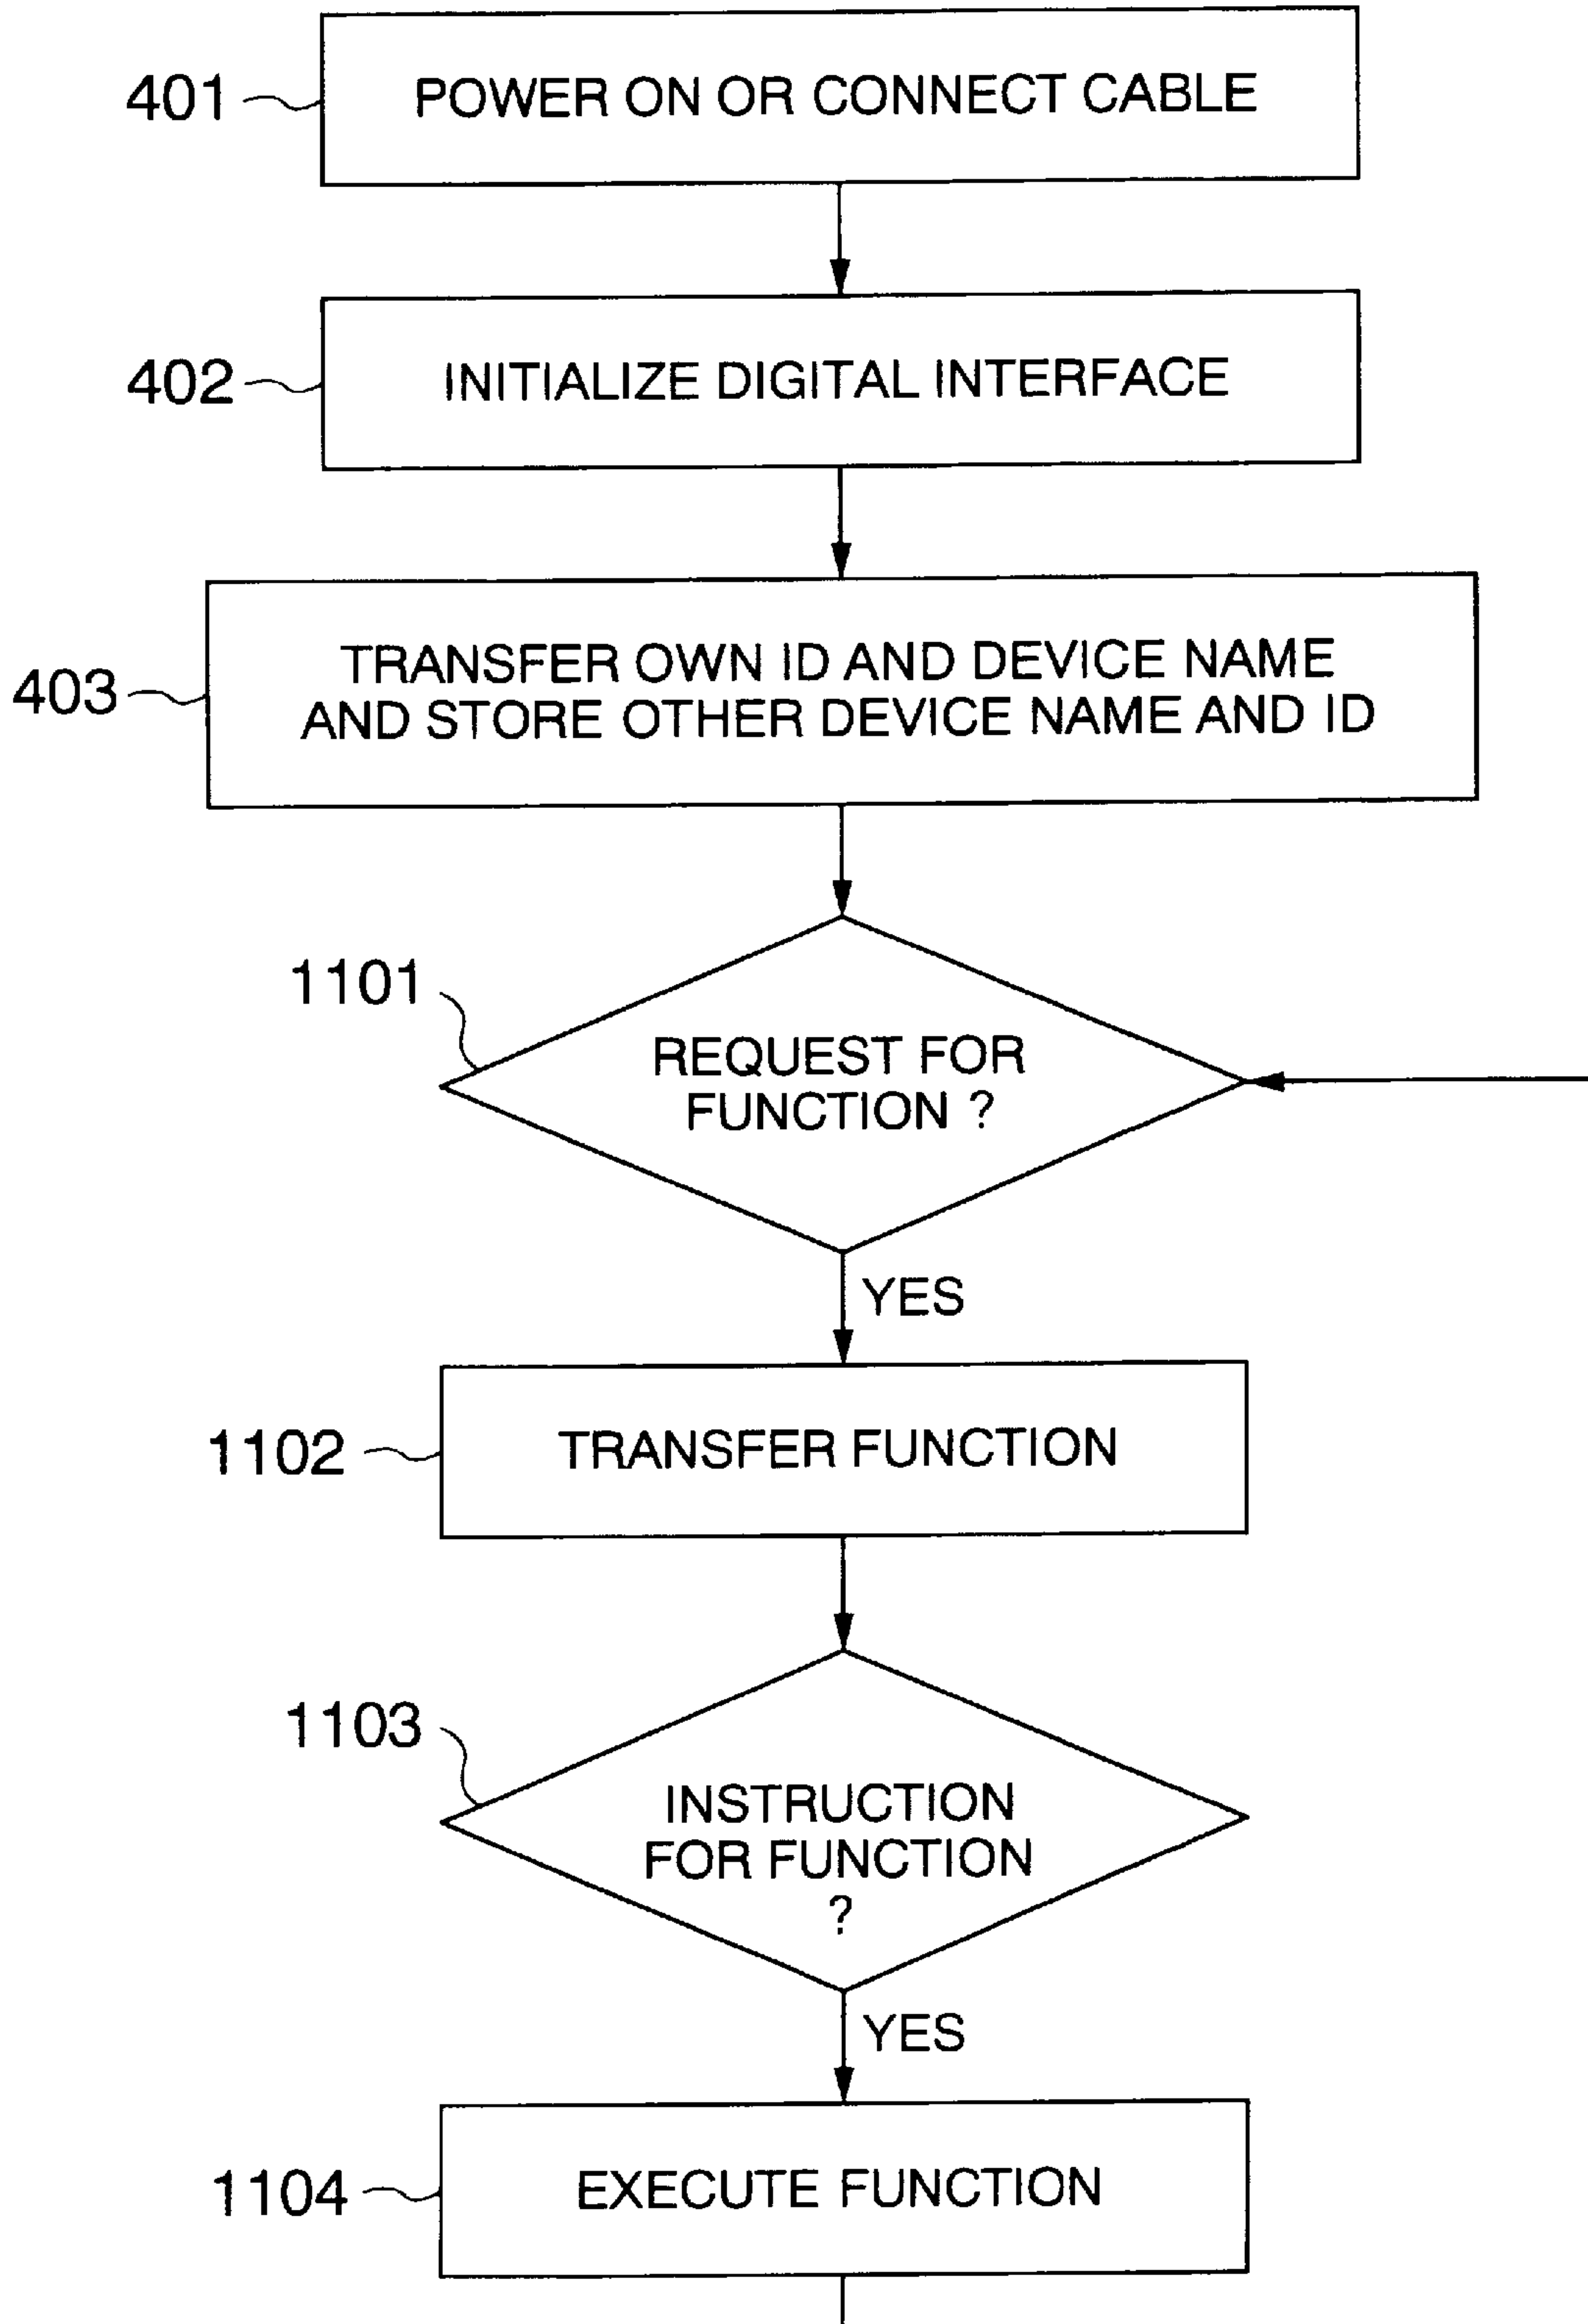 401
POWER ON OR CONNECT CABLE
402
INITIALIZE DIGITAL INTERFACE
403
TRANSFER OWN ID AND DEVICE NAME
AND STORE OTHER DEVICE NAME AND ID
1101
REQUEST FOR
FUNCTION ?
YES
1102
TRANSFER FUNCTION
1103
INSTRUCTION
FOR FUNCTION
?
YES
1104
EXECUTE FUNCTION